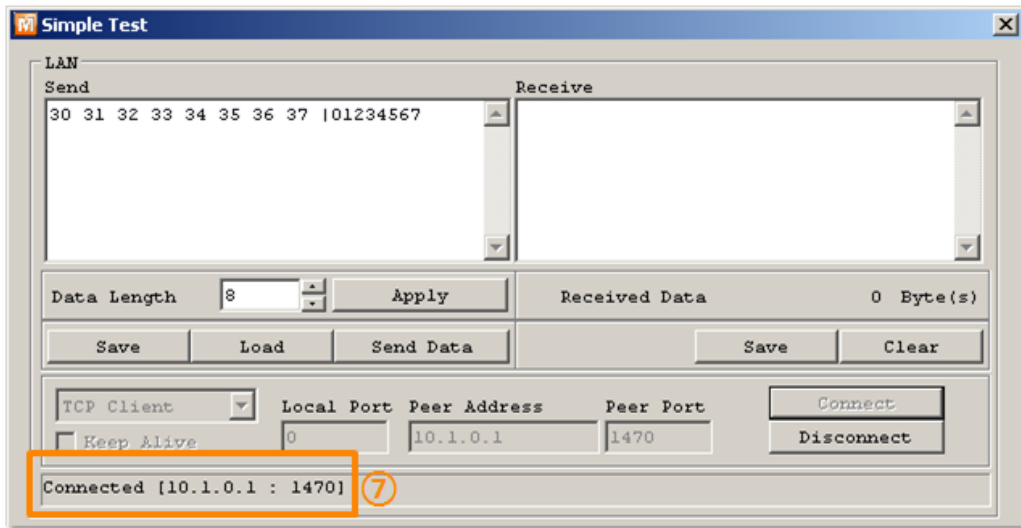 Simple Test
LAN
Send
Receive
30 31 32 33 34 35 36 37 |01234567
Data Length 8 Apply
Received Data 0 Byte(s)
Save Load Send Data
Save Clear
TCP Client
Keep Alive
Local Port Peer Address Peer Port
0 10.1.0.1 1470
Connect
Disconnect
Connected [10.1.0.1 : 1470] ⑦